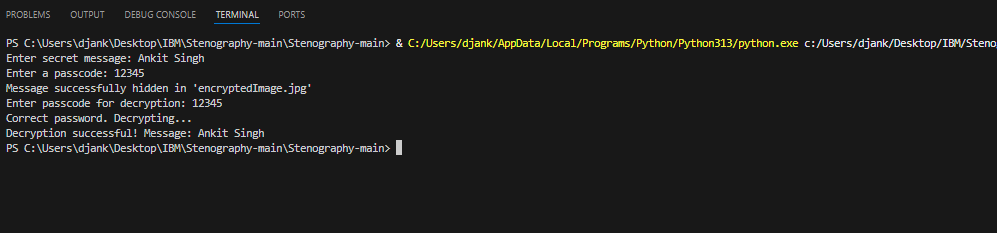 PROBLEMS OUTPUT DEBUG CONSOLE TERMINAL PORTS
PS C:\Users\djank\Desktop\IBM\Stenography-main\Stenography-main> & C:/Users/djank/AppData/Local/Programs/Python/Python313/python.exe c:/Users/djank/Desktop/IBM/Steno
Enter secret message: Ankit Singh
Enter a passcode: 12345
Message successfully hidden in 'encryptedImage.jpg'
Enter passcode for decryption: 12345
Correct password. Decrypting...
Decryption successful! Message: Ankit Singh
PS C:\Users\djank\Desktop\IBM\Stenography-main\Stenography-main>